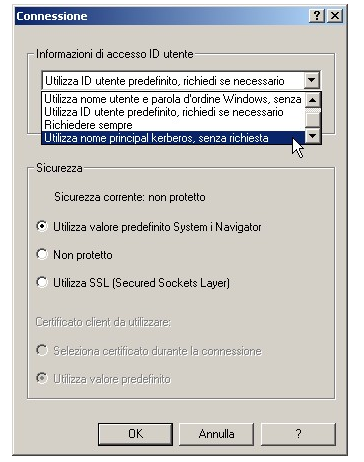 Connessione
Informazioni di accesso ID utente
Utilizza ID utente predefinito, richiedi se necessario
Utilizza nome utente e parola d'ordine Windows, senza
Utilizza ID utente predefinito, richiedi se necessario
Richiedere sempre
Utilizza nome principal kerberos, senza richiesta
Sicurezza
Sicurezza corrente: non protetto
Utilizza valore predefinito System i Navigator
Non protetto
Utilizza SSL (Secured Sockets Layer)
Certificato client da utilizzare:
Seleziona certificato durante la connessione
Utilizza valore predefinito
OK Annulla ?